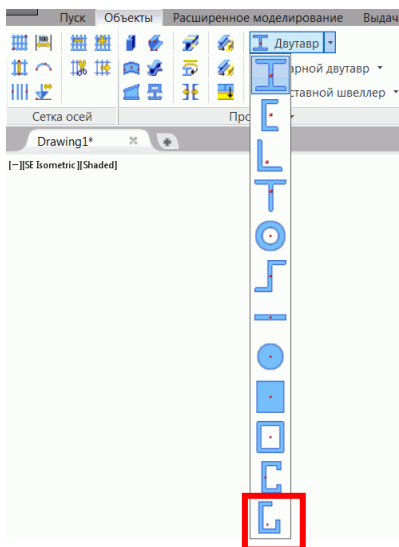 Пуск Объекты Расширенное моделирование Выдач
Двутавр
арной двутавр
ставной швеллер
Сетка осей Про
Drawing1*
[−][SE Isometric][Shaded]